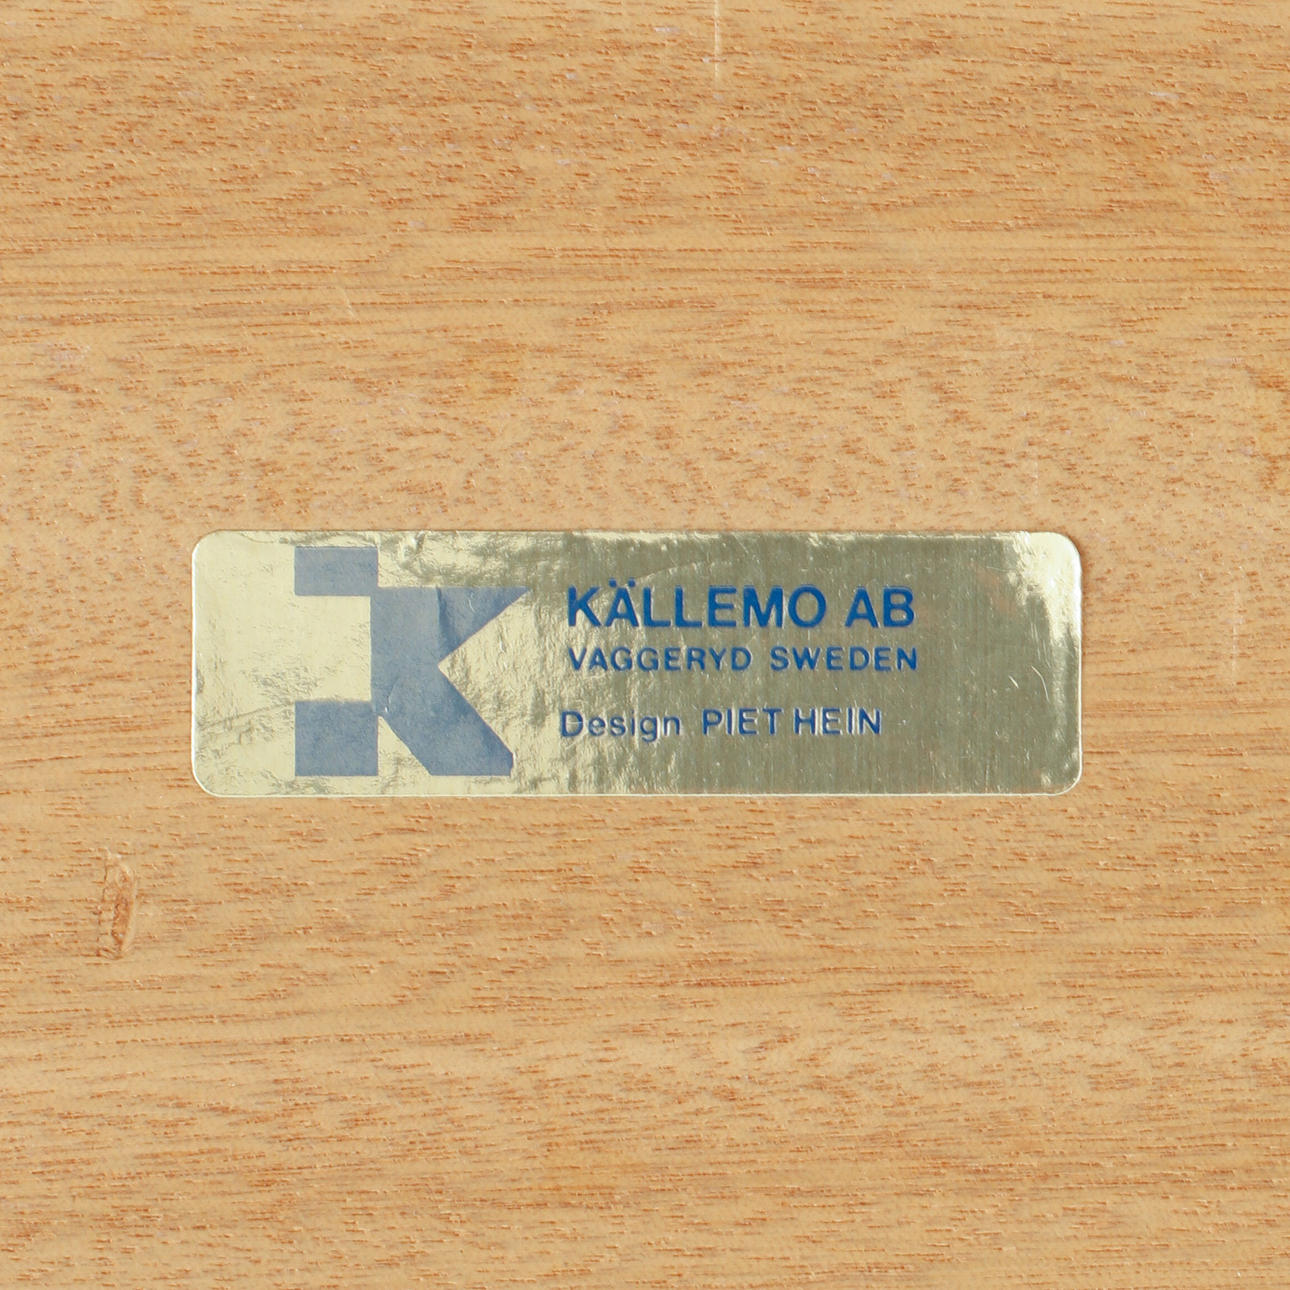 KÄLLEMO AB
VAGGERYD SWEDEN
Design PIET HEIN